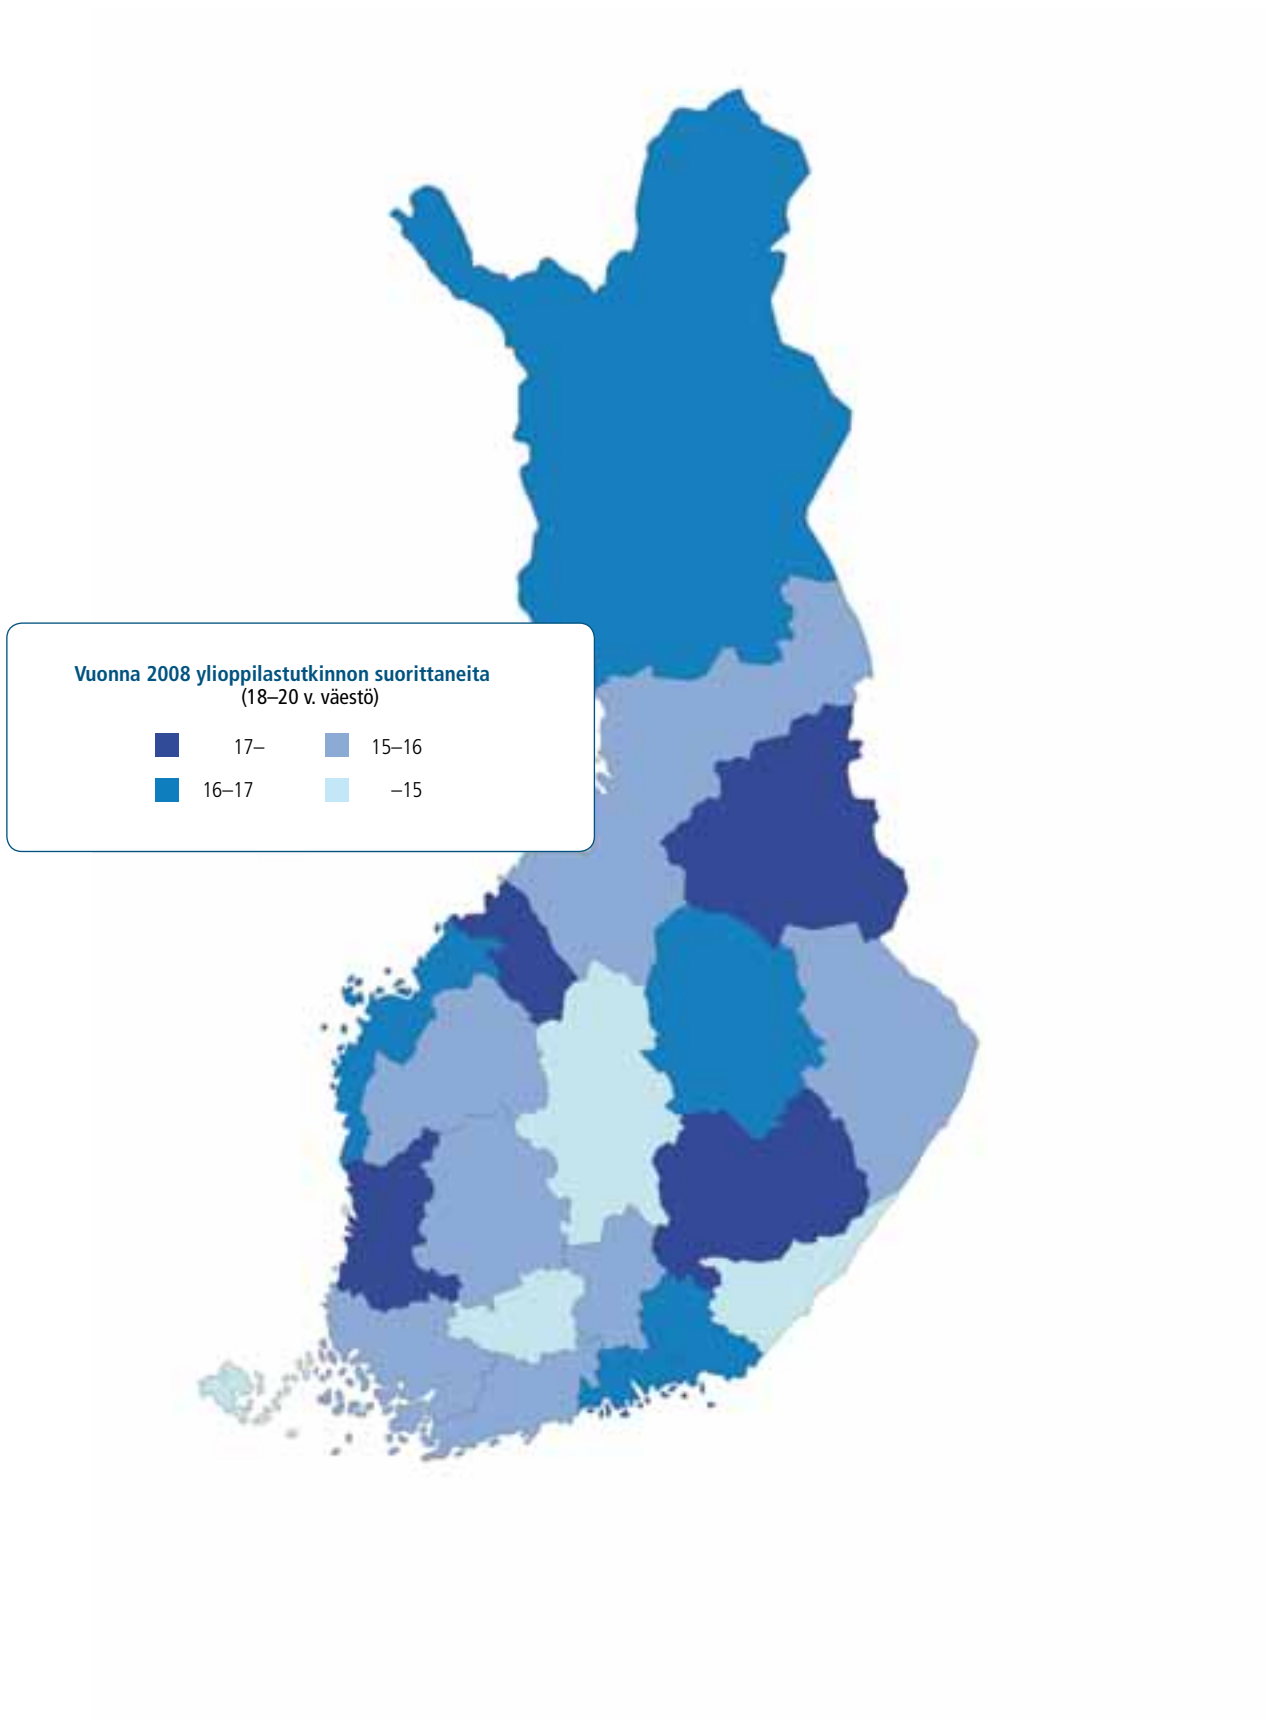 Vuonna 2008 ylioppilastutkinnon suorittaneita
(18–20 v. väestö)
17– 15–16
16–17 –15